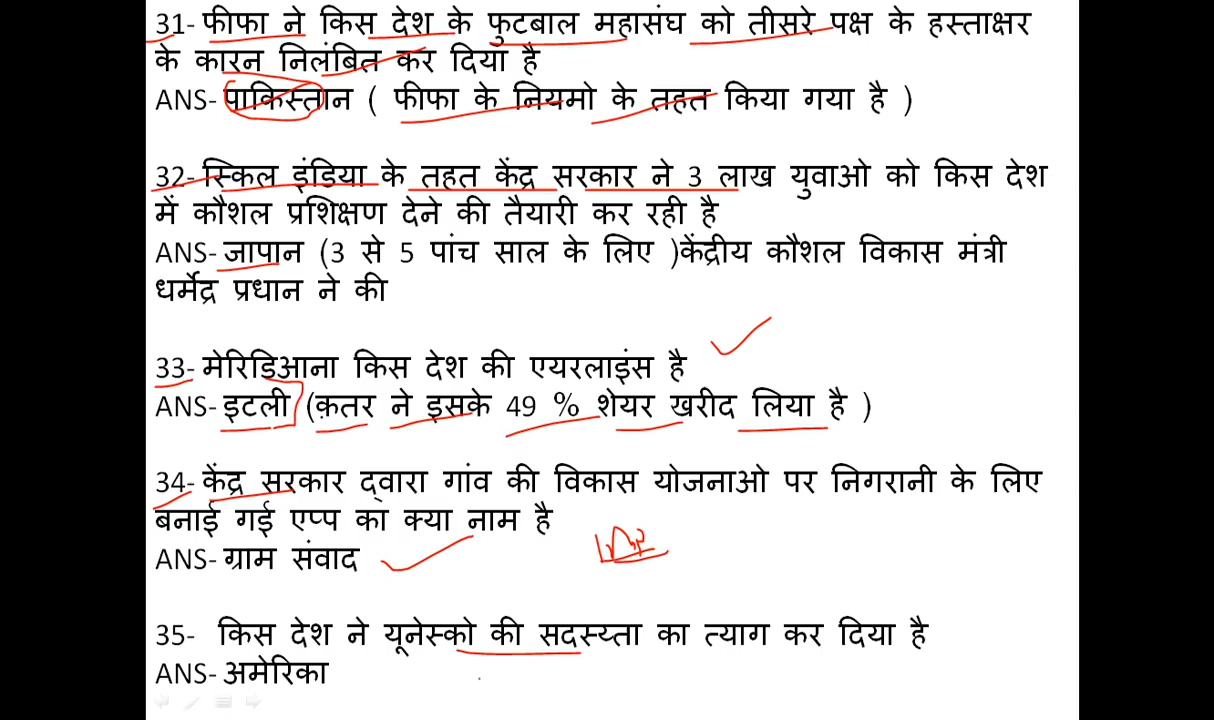 31- फीफा ने किस देश के फुटबाल महासंघ को तीसरे पक्ष के हस्ताक्षर
के कारन निलंबित कर दिया है
ANS- पाकिस्तान ( फीफा के नियमो के तहत किया गया है )
32- स्किल इंडिया के तहत केंद्र सरकार ने 3 लाख युवाओ को किस देश
में कौशल प्रशिक्षण देने की तैयारी कर रही है
ANS- जापान (3 से 5 पांच साल के लिए )केंद्रीय कौशल विकास मंत्री
धर्मेद्र प्रधान ने की
33- मेरिडिआना किस देश की एयरलाइंस है
ANS- इटली (क़तर ने इसके 49 % शेयर खरीद लिया है )
34- केंद्र सरकार द्वारा गांव की विकास योजनाओ पर निगरानी के लिए
बनाई गई एप्प का क्या नाम है
ANS- ग्राम संवाद
35- किस देश ने यूनेस्को की सदस्य्ता का त्याग कर दिया है
ANS- अमेरिका